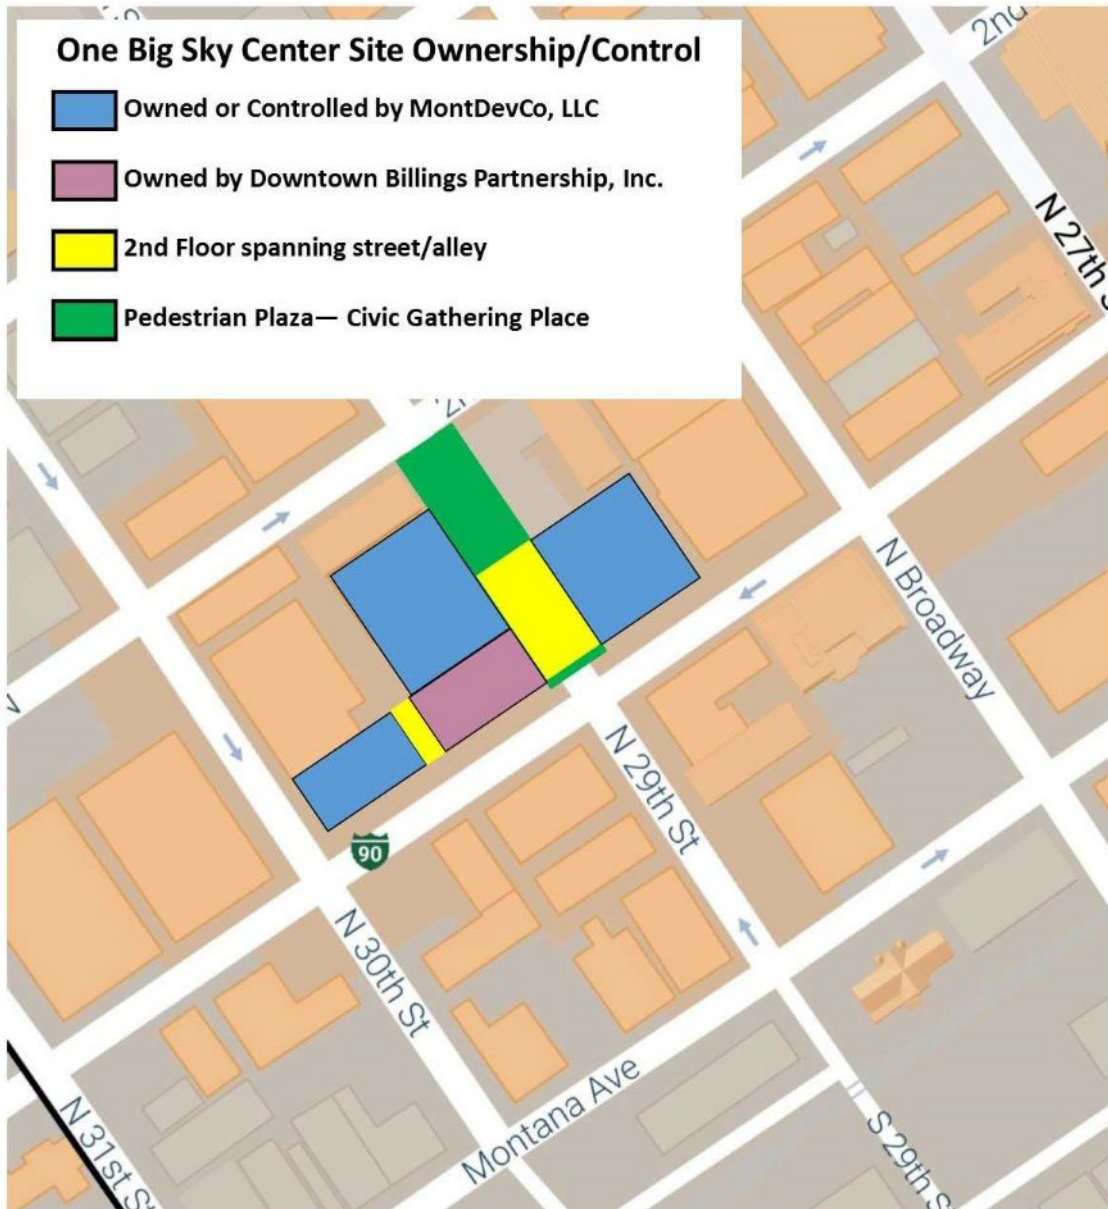 One Big Sky Center Site Ownership/Control
Owned or Controlled by MontDevCo, LLC
Owned by Downtown Billings Partnership, Inc.
2nd Floor spanning street/alley
Pedestrian Plaza— Civic Gathering Place
2nd
N 27th S
N Broadway
N 29th St
90
N 30th St
Montana Ave
N 31st St
S 29th S